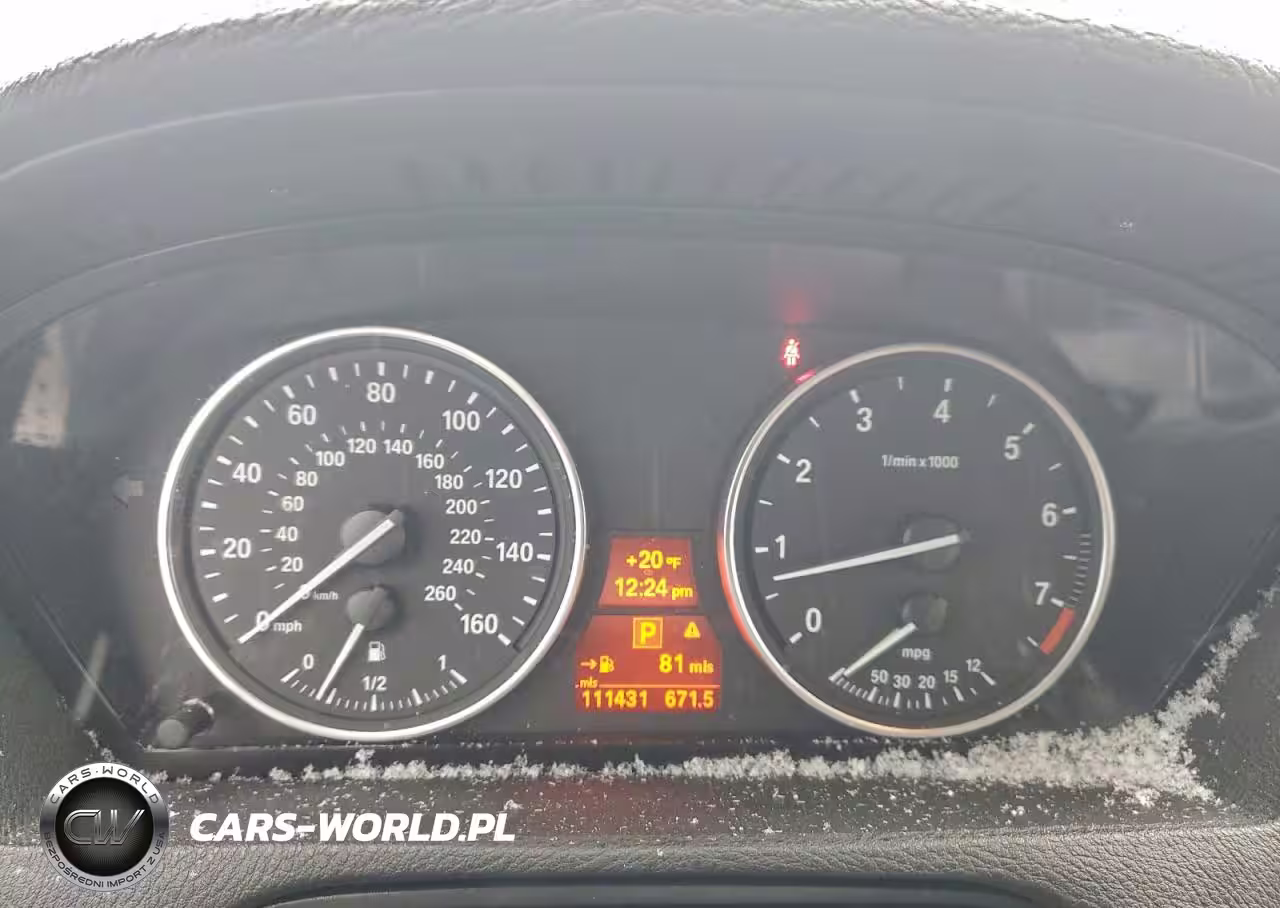 80
60
100
40
120
20
140
0 mph
160
120 140
100
160
80
180
60
200
40
220
20
240
km/h
260
0
1/2
1
+20 °F
12:24 pm
P
81 mls
mls
111431 671.5
4
3
5
1/min x 1000
2
6
1
7
0
mpg
50 30 20 15 12
CARS-WORLD
CW
BEZPOŚREDNI IMPORT Z USA
CARS-WORLD.PL